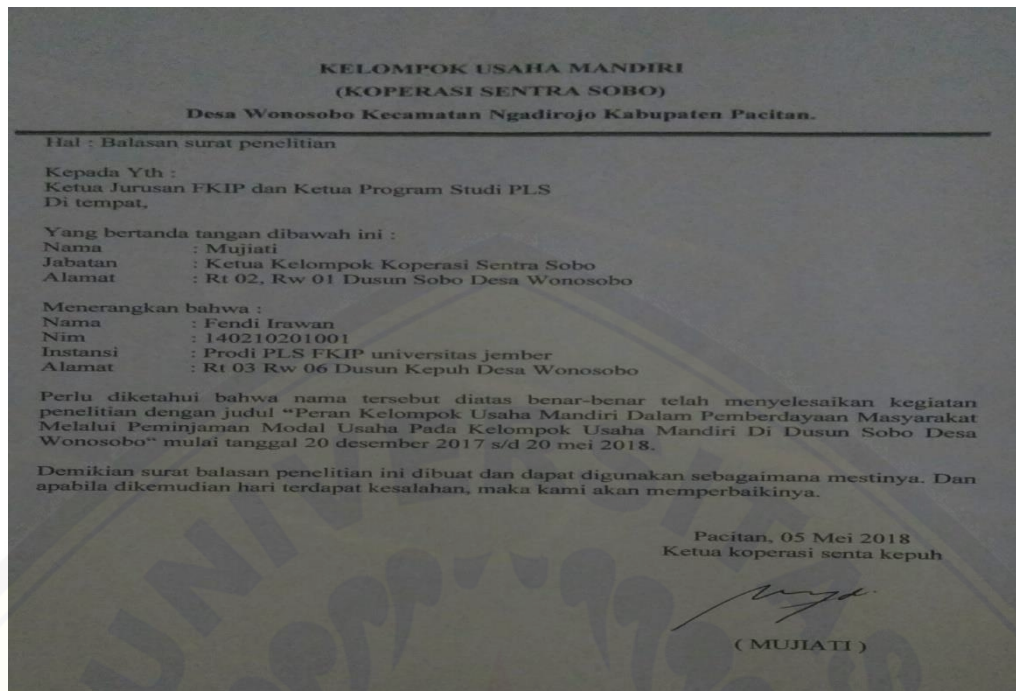 KELOMPOK USAHA MANDIRI
(KOPERASI SENTRA SOBO)
Desa Wonosobo Kecamatan Ngadirojo Kabupaten Pacitan.
Hal : Balasan surat penelitian
Kepada Yth :
Ketua Jurusan FKIP dan Ketua Program Studi PLS
Di tempat,
Yang bertanda tangan dibawah ini :
Nama : Mujiati
Jabatan : Ketua Kelompok Koperasi Sentra Sobo
Alamat : Rt 02, Rw 01 Dusun Sobo Desa Wonosobo
Menerangkan bahwa :
Nama : Fendi Irawan
Nim : 140210201001
Instansi : Prodi PLS FKIP universitas jember
Alamat : Rt 03 Rw 06 Dusun Kepuh Desa Wonosobo
Perlu diketahui bahwa nama tersebut diatas benar-benar telah menyelesaikan kegiatan
penelitian dengan judul “Peran Kelompok Usaha Mandiri Dalam Pemberdayaan Masyarakat
Melalui Peminjaman Modal Usaha Pada Kelompok Usaha Mandiri Di Dusun Sobo Desa
Wonosobo“ mulai tanggal 20 desember 2017 s/d 20 mei 2018.
Demikian surat balasan penelitian ini dibuat dan dapat digunakan sebagaimana mestinya. Dan
apabila dikemudian hari terdapat kesalahan, maka kami akan memperbaikinya.
Pacitan, 05 Mei 2018
Ketua koperasi senta kepuh
( MUJIATI )
UNIVERSITAS